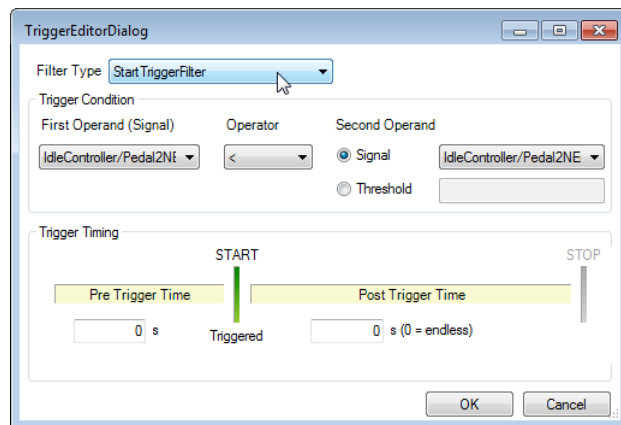 TriggerEditorDialog
Filter Type StartTriggerFilter
Trigger Condition
First Operand (Signal) Operator Second Operand
IdleController/Pedal2NE < Signal IdleController/Pedal2NE
Threshold
Trigger Timing
START STOP
Pre Trigger Time Post Trigger Time
0 s Triggered 0 s (0 = endless)
OK Cancel